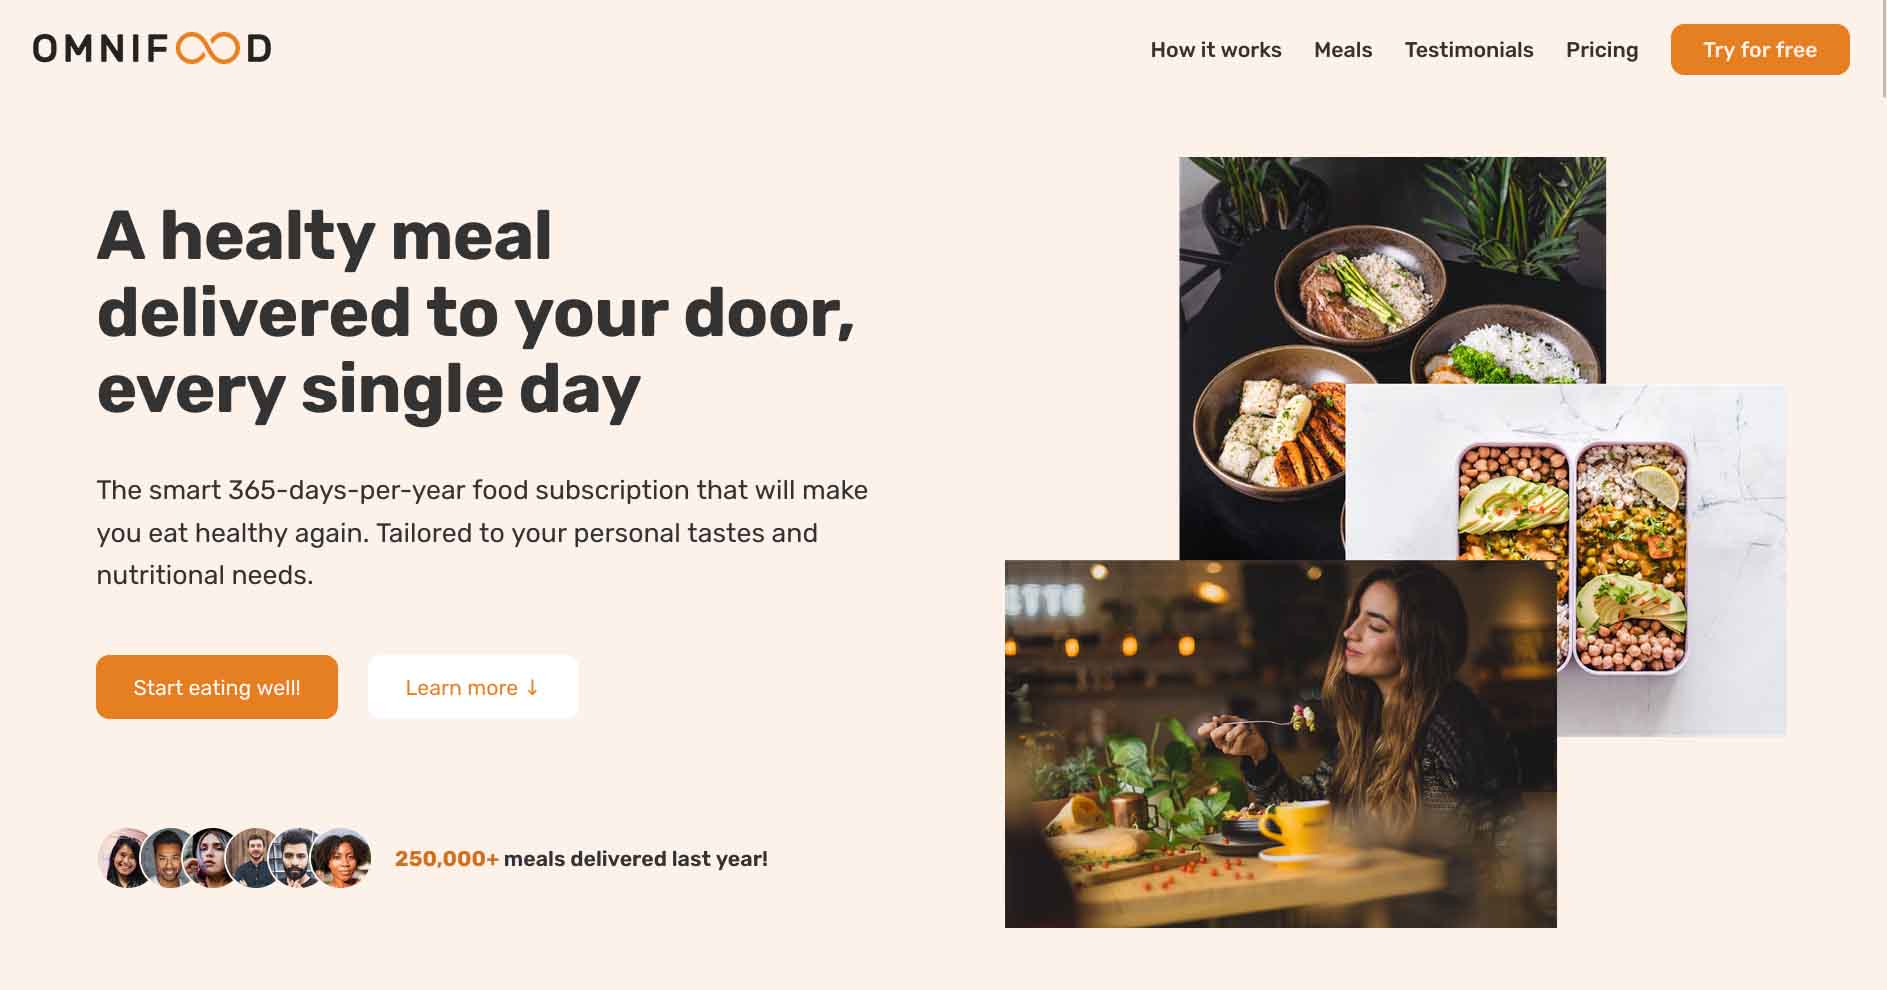 OMNIFOOD
How it works Meals Testimonials Pricing Try for free
A healty meal
delivered to your door,
every single day
The smart 365-days-per-year food subscription that will make
you eat healthy again. Tailored to your personal tastes and
nutritional needs.
Start eating well! Learn more ↓
250,000+ meals delivered last year!